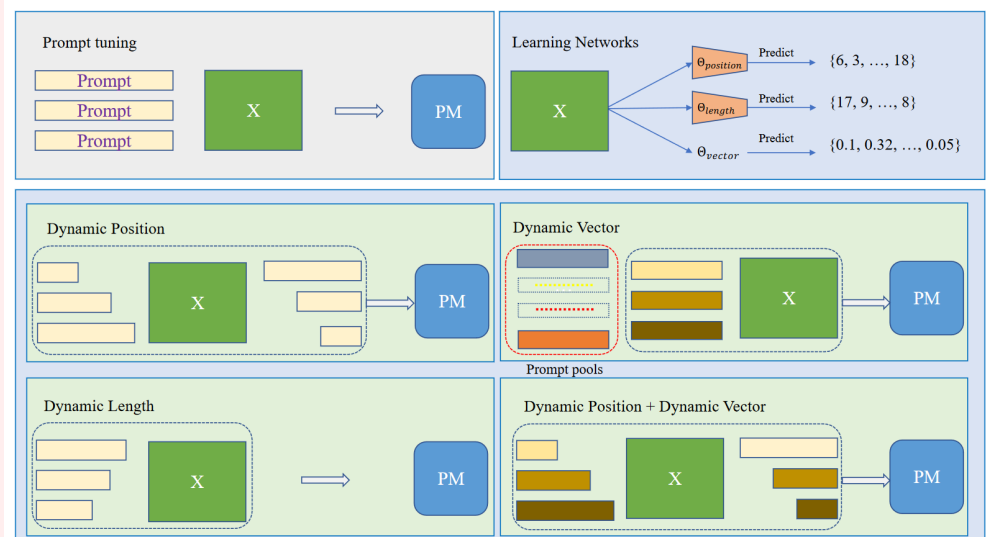 Prompt tuning
Prompt
Prompt
Prompt
X
PM
Learning Networks
X
Θposition
Predict
{6, 3, …, 18}
Θlength
Predict
{17, 9, …, 8}
Θvector
Predict
{0.1, 0.32, …, 0.05}
Dynamic Position
X
PM
Dynamic Vector
X
PM
Prompt pools
Dynamic Length
X
PM
Dynamic Position + Dynamic Vector
X
PM